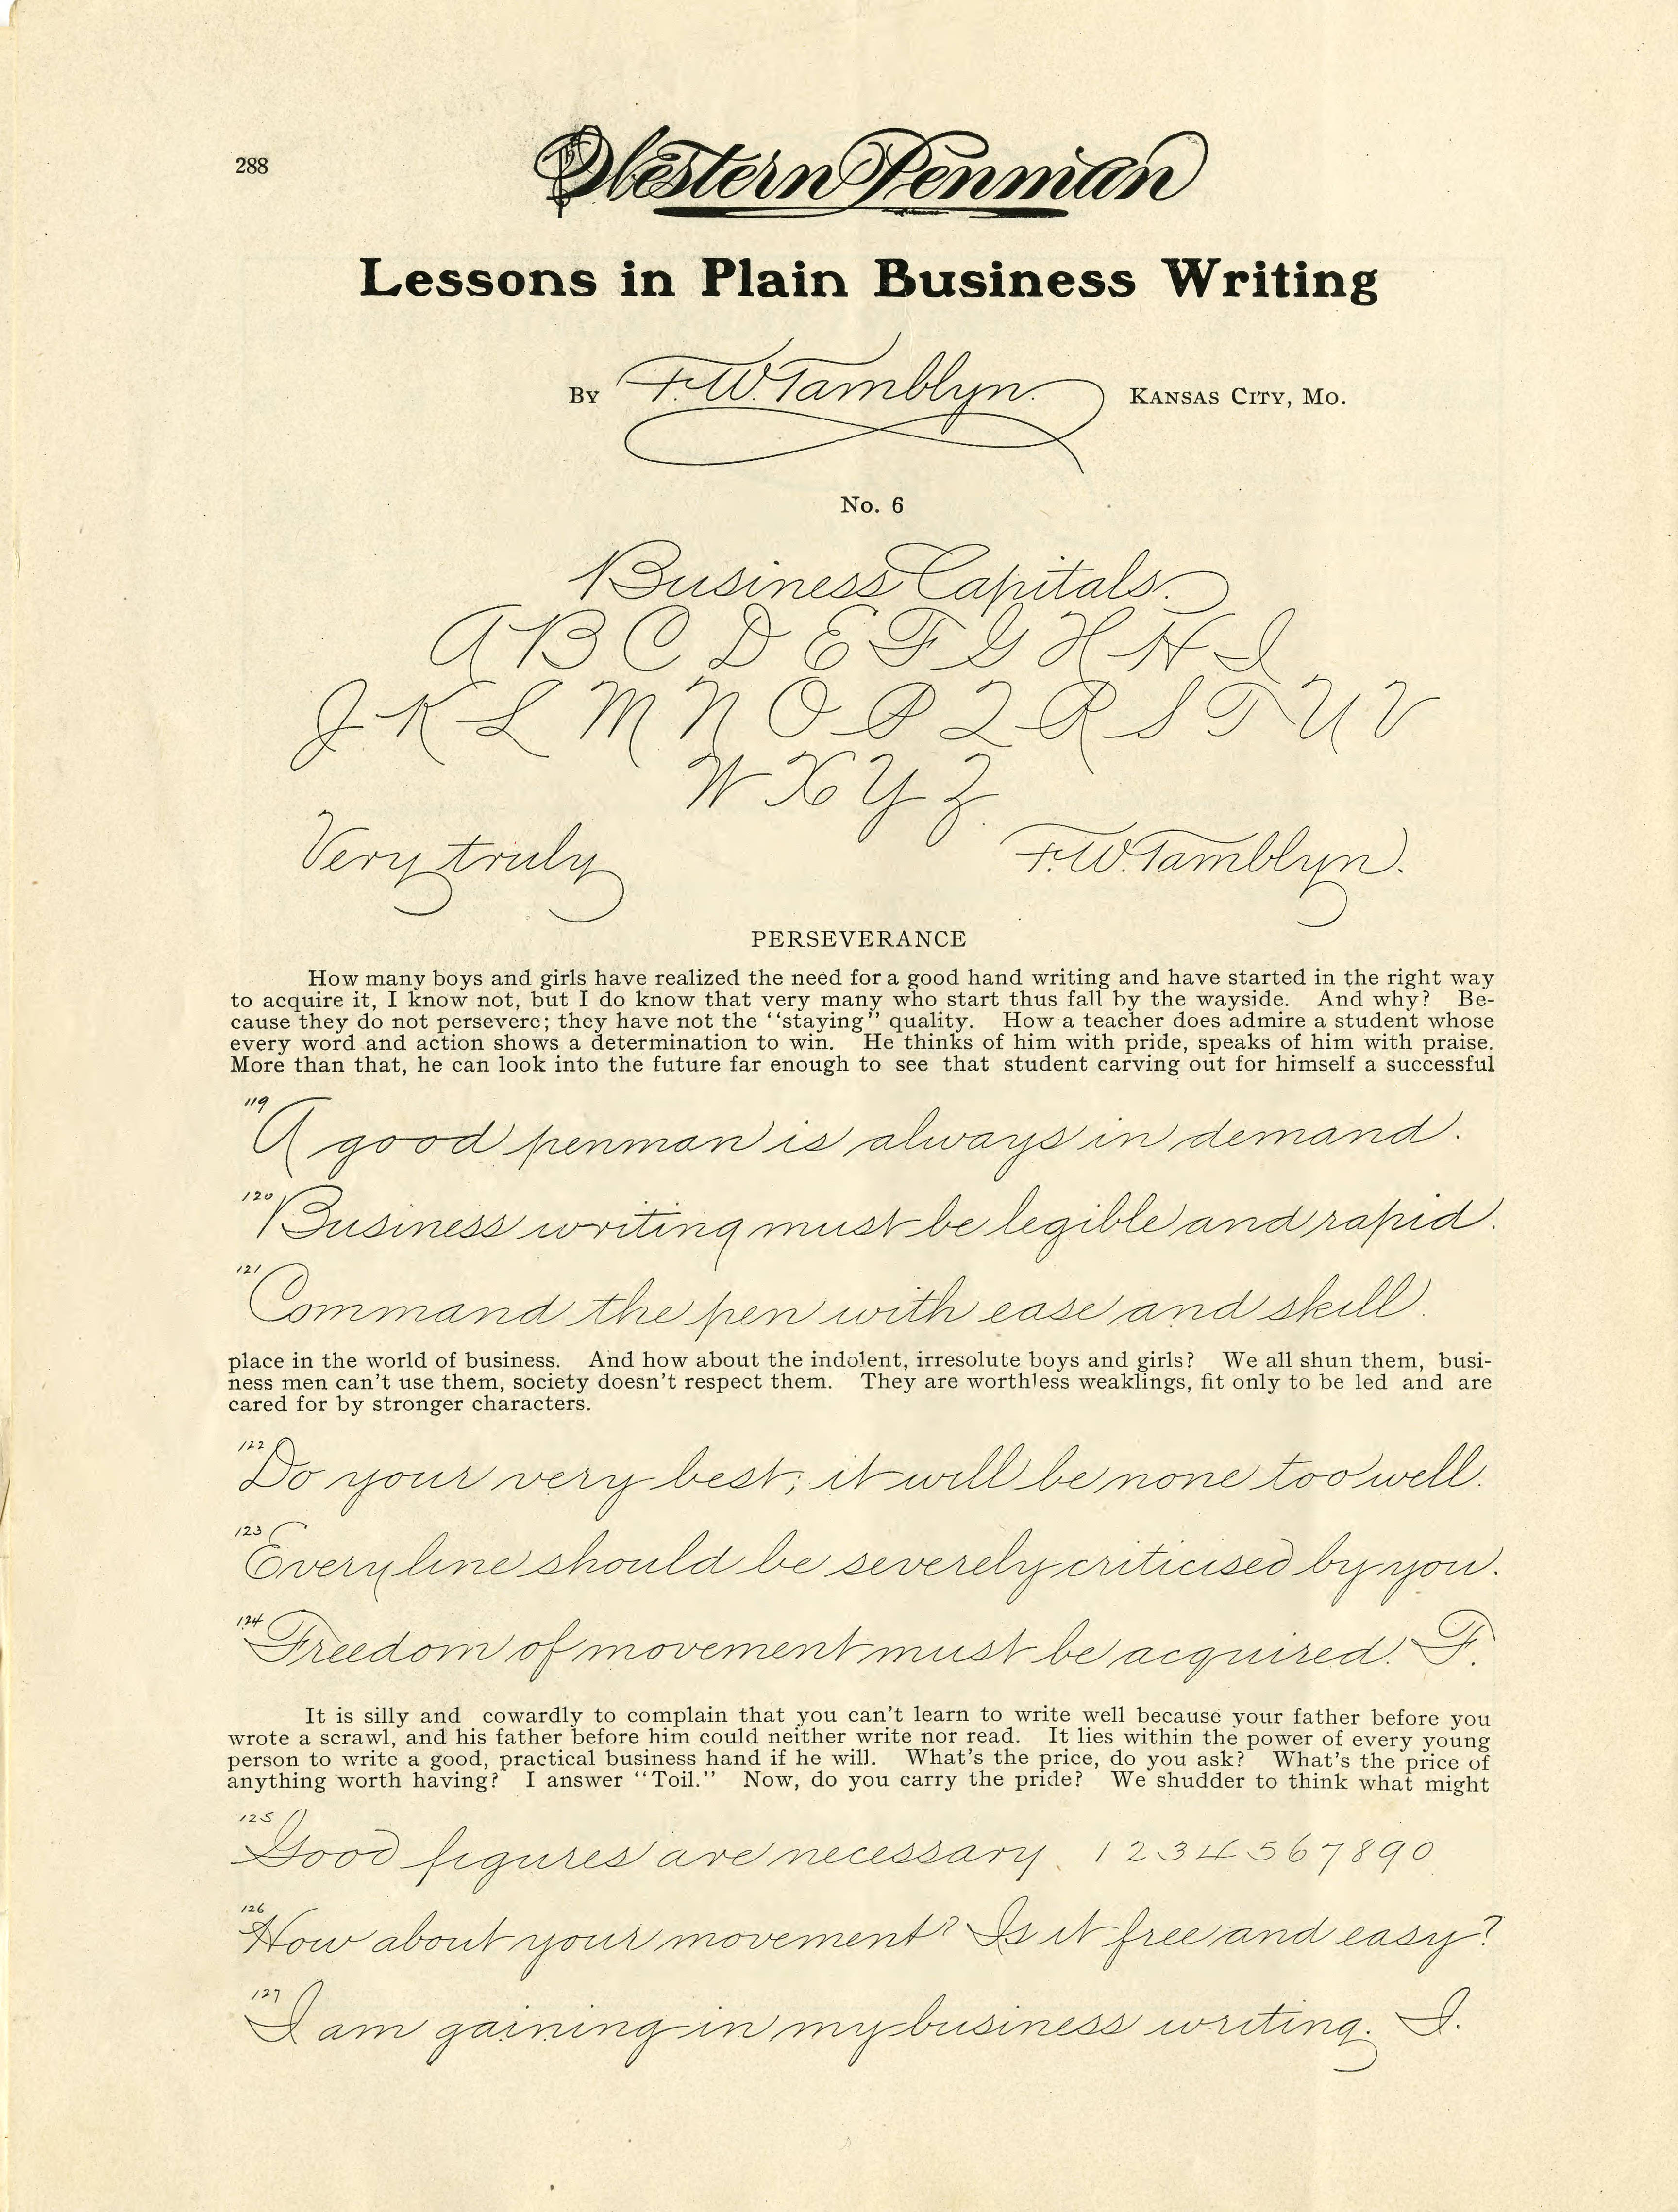 288
Western Penman
Lessons in Plain Business Writing
By F. W. Tamblyn. Kansas City, Mo.
No. 6
Business Capitals.
A B C D E F G H H I
J K L M N O P Q R S T U V
W X Y Z
Very truly F. W. Tamblyn.
PERSEVERANCE
How many boys and girls have realized the need for a good hand writing and have started in the right way
to acquire it, I know not, but I do know that very many who start thus fall by the wayside. And why? Be-
cause they do not persevere; they have not the "staying" quality. How a teacher does admire a student whose
every word and action shows a determination to win. He thinks of him with pride, speaks of him with praise.
More than that, he can look into the future far enough to see that student carving out for himself a successful
119 A good penman is always in demand.
120 Business writing must be legible and rapid.
121 Command the pen with ease and skill.
place in the world of business. And how about the indolent, irresolute boys and girls? We all shun them, busi-
ness men can't use them, society doesn't respect them. They are worthless weaklings, fit only to be led and are
cared for by stronger characters.
122 Do your very best; it will be none too well.
123 Every line should be severely criticised by you.
124 Freedom of movement must be acquired. F.
It is silly and cowardly to complain that you can't learn to write well because your father before you
wrote a scrawl, and his father before him could neither write nor read. It lies within the power of every young
person to write a good, practical business hand if he will. What's the price, do you ask? What's the price of
anything worth having? I answer "Toil." Now, do you carry the pride? We shudder to think what might
125 Good figures are necessary. 1 2 3 4 5 6 7 8 9 0
126 How about your movement? Is it free and easy?
127 I am gaining in my business writing. I.